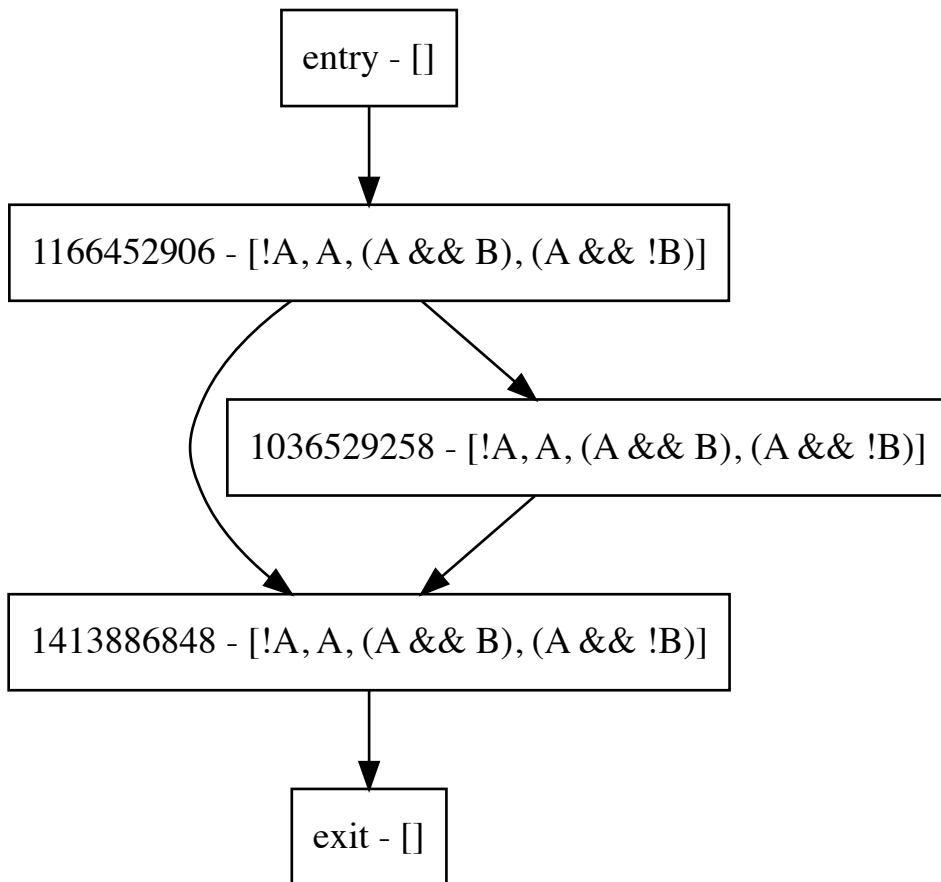 entry - []
1166452906 - [!A, A, (A && B), (A && !B)]
1036529258 - [!A, A, (A && B), (A && !B)]
1413886848 - [!A, A, (A && B), (A && !B)]
exit - []